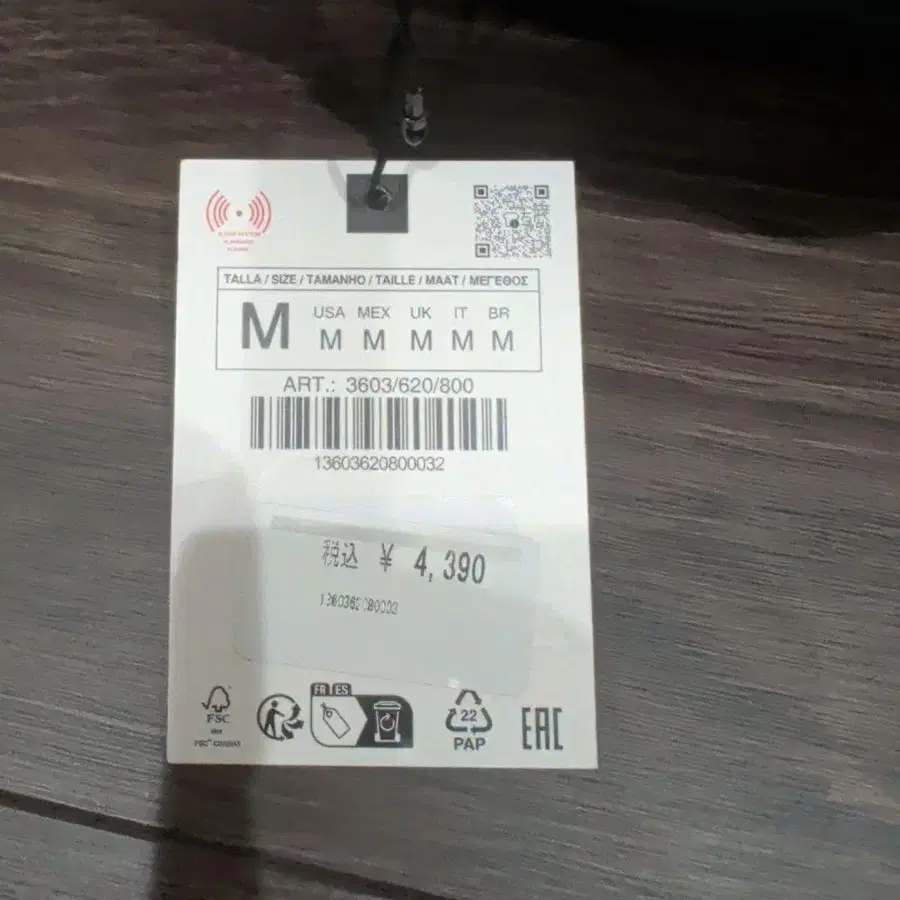 TALLA / SIZE / TAMANHO / TAILLE / MAAT / ΜΕΓΕΘΟΣ
M
USA MEX UK IT BR
M M M M M
ART.: 3603/620/800
13603620800032
税込 ¥ 4,390
FR ES
FSC
22
PAP
EAC